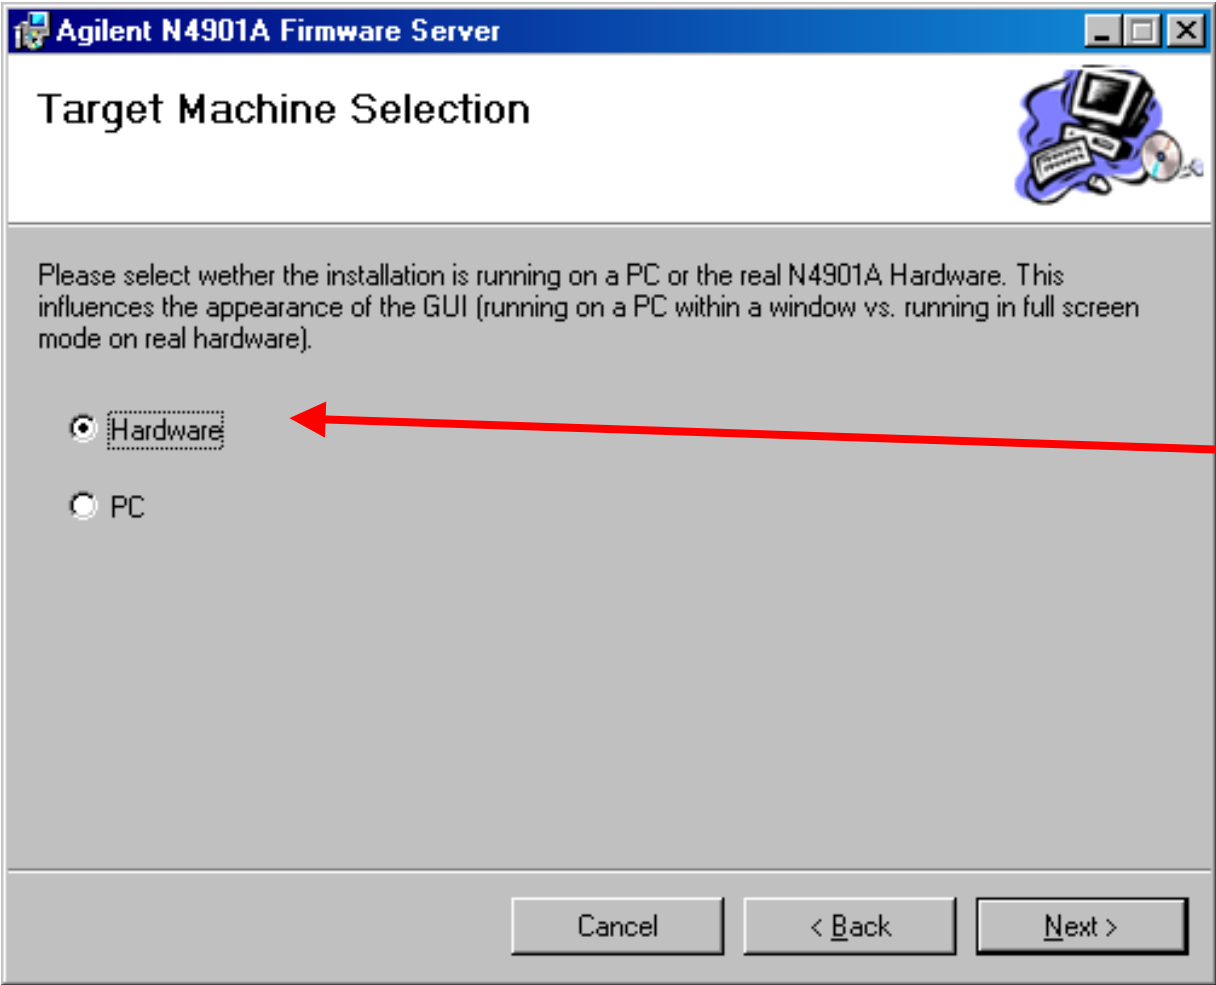 Agilent N4901A Firmware Server
Target Machine Selection
Please select wether the installation is running on a PC or the real N4901A Hardware. This
influences the appearance of the GUI (running on a PC within a window vs. running in full screen
mode on real hardware).
Hardware
PC
Cancel
< Back
Next >